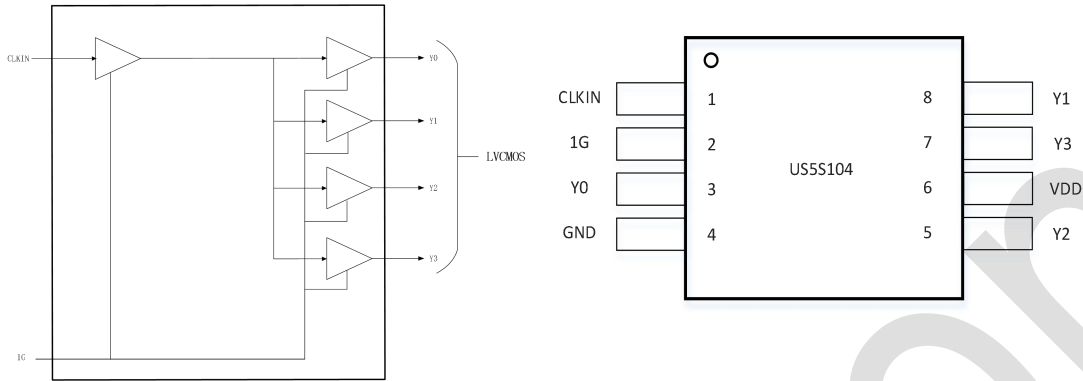 CLKIN
Y0
Y1
LVCMOS
Y2
Y3
1G
CLKIN 1 8 Y1
1G 2 7 Y3
US5S104
Y0 3 6 VDD
GND 4 5 Y2